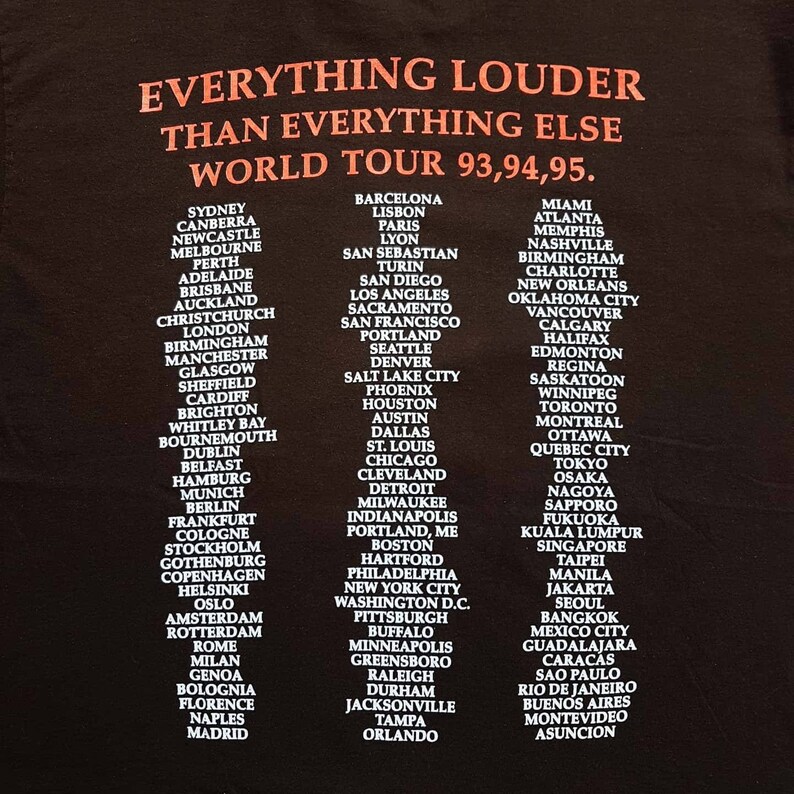 EVERYTHING LOUDER
THAN EVERYTHING ELSE
WORLD TOUR 93,94,95.
SYDNEY
CANBERRA
NEWCASTLE
MELBOURNE
PERTH
ADELAIDE
BRISBANE
AUCKLAND
CHRISTCHURCH
LONDON
BIRMINGHAM
MANCHESTER
GLASGOW
SHEFFIELD
CARDIFF
BRIGHTON
WHITLEY BAY
BOURNEMOUTH
DUBLIN
BELFAST
HAMBURG
MUNICH
BERLIN
FRANKFURT
COLOGNE
STOCKHOLM
GOTHENBURG
COPENHAGEN
HELSINKI
OSLO
AMSTERDAM
ROTTERDAM
ROME
MILAN
GENOA
BOLOGNIA
FLORENCE
NAPLES
MADRID
BARCELONA
LISBON
PARIS
LYON
SAN SEBASTIAN
TURIN
SAN DIEGO
LOS ANGELES
SACRAMENTO
SAN FRANCISCO
PORTLAND
SEATTLE
DENVER
SALT LAKE CITY
PHOENIX
HOUSTON
AUSTIN
DALLAS
ST. LOUIS
CHICAGO
CLEVELAND
DETROIT
MILWAUKEE
INDIANAPOLIS
PORTLAND, ME
BOSTON
HARTFORD
PHILADELPHIA
NEW YORK CITY
WASHINGTON D.C.
PITTSBURGH
BUFFALO
MINNEAPOLIS
GREENSBORO
RALEIGH
DURHAM
JACKSONVILLE
TAMPA
ORLANDO
MIAMI
ATLANTA
MEMPHIS
NASHVILLE
BIRMINGHAM
CHARLOTTE
NEW ORLEANS
OKLAHOMA CITY
VANCOUVER
CALGARY
HALIFAX
EDMONTON
REGINA
SASKATOON
WINNIPEG
TORONTO
MONTREAL
OTTAWA
QUEBEC CITY
TOKYO
OSAKA
NAGOYA
SAPPORO
FUKUOKA
KUALA LUMPUR
SINGAPORE
TAIPEI
MANILA
JAKARTA
SEOUL
BANGKOK
MEXICO CITY
GUADALAJARA
CARACAS
SAO PAULO
RIO DE JANEIRO
BUENOS AIRES
MONTEVIDEO
ASUNCION